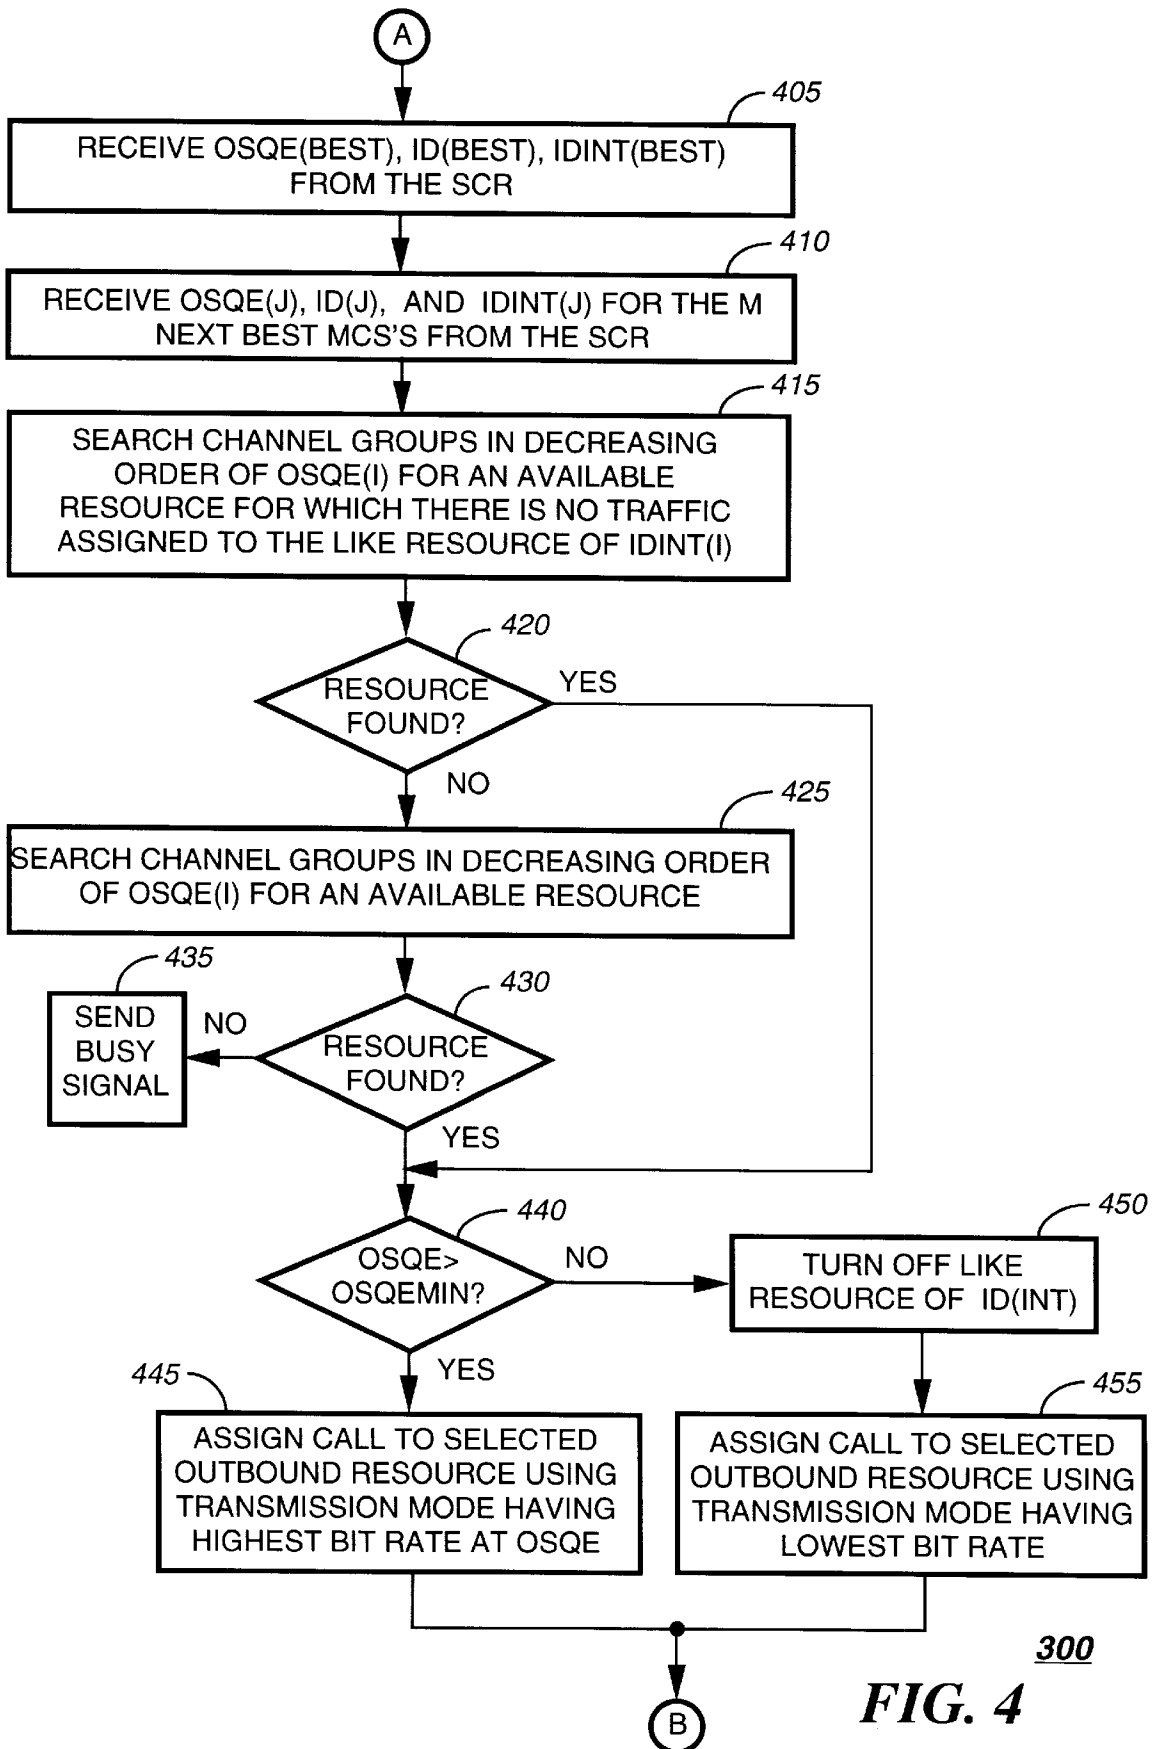 A
405
RECEIVE OSQE(BEST), ID(BEST), IDINT(BEST)
FROM THE SCR
410
RECEIVE OSQE(J), ID(J), AND IDINT(J) FOR THE M
NEXT BEST MCS'S FROM THE SCR
415
SEARCH CHANNEL GROUPS IN DECREASING
ORDER OF OSQE(I) FOR AN AVAILABLE
RESOURCE FOR WHICH THERE IS NO TRAFFIC
ASSIGNED TO THE LIKE RESOURCE OF IDINT(I)
420
RESOURCE
FOUND?
YES
NO
425
SEARCH CHANNEL GROUPS IN DECREASING ORDER
OF OSQE(I) FOR AN AVAILABLE RESOURCE
435
SEND
BUSY
SIGNAL
NO
430
RESOURCE
FOUND?
YES
440
OSQE>
OSQEMIN?
NO
450
TURN OFF LIKE
RESOURCE OF ID(INT)
YES
445
ASSIGN CALL TO SELECTED
OUTBOUND RESOURCE USING
TRANSMISSION MODE HAVING
HIGHEST BIT RATE AT OSQE
455
ASSIGN CALL TO SELECTED
OUTBOUND RESOURCE USING
TRANSMISSION MODE HAVING
LOWEST BIT RATE
B
300
FIG. 4